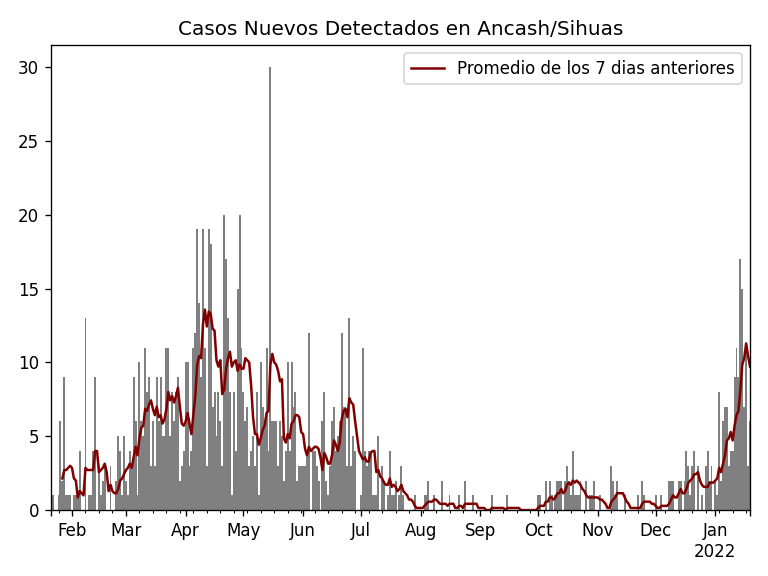 Casos Nuevos Detectados en Ancash/Sihuas
Promedio de los 7 dias anteriores
30
25
20
15
10
5
0
Feb Mar Apr May Jun Jul Aug Sep Oct Nov Dec Jan
2022